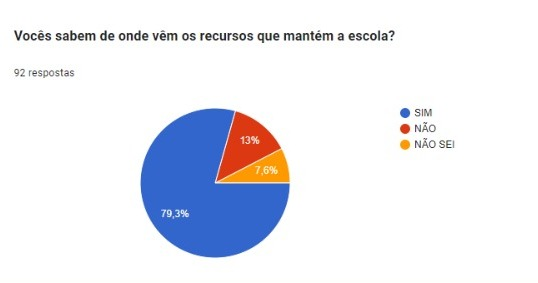 Vocês sabem de onde vêm os recursos que mantém a escola?
92 respostas
SIM
NÃO
NÃO SEI
13%
7,6%
79,3%